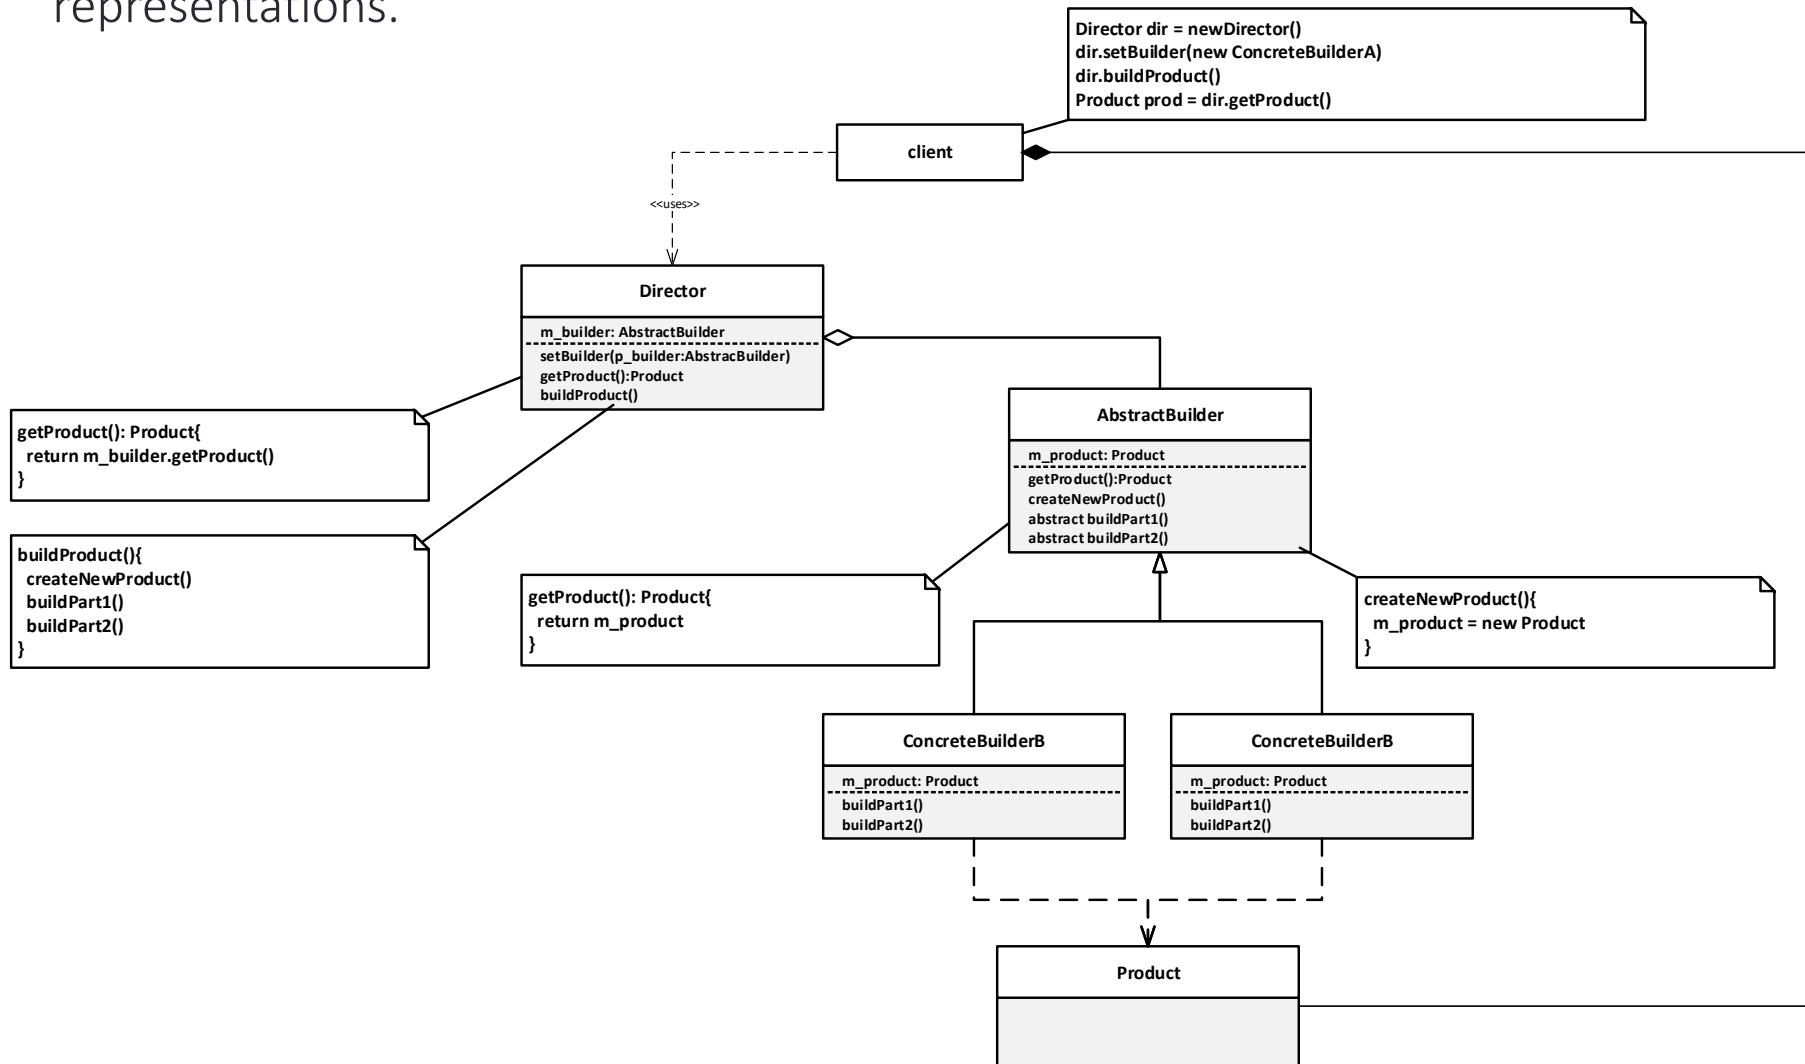 representations.
Director dir = newDirector()
dir.setBuilder(new ConcreteBuilderA)
dir.buildProduct()
Product prod = dir.getProduct()
client
<<uses>>
Director
m_builder: AbstractBuilder
setBuilder(p_builder:AbstracBuilder)
getProduct():Product
buildProduct()
getProduct(): Product{
return m_builder.getProduct()
}
buildProduct(){
createNewProduct()
buildPart1()
buildPart2()
}
AbstractBuilder
m_product: Product
getProduct():Product
createNewProduct()
abstract buildPart1()
abstract buildPart2()
getProduct(): Product{
return m_product
}
createNewProduct(){
m_product = new Product
}
ConcreteBuilderB
m_product: Product
buildPart1()
buildPart2()
ConcreteBuilderB
m_product: Product
buildPart1()
buildPart2()
Product